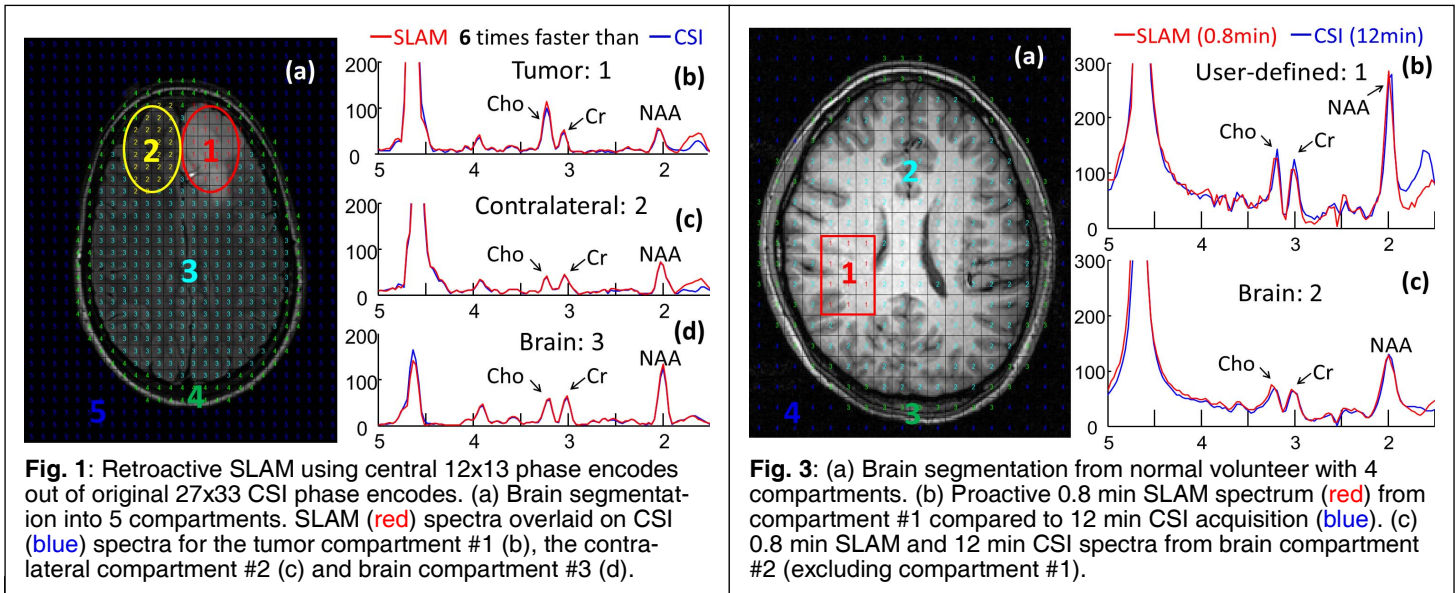 SLAM 6 times faster than CSI
(a)
1
2
3
4
5
200
100
0
Tumor: 1
(b)
Cho
Cr
NAA
5 4 3 2
200
100
0
Contralateral: 2
(c)
Cho
Cr
NAA
5 4 3 2
200
100
0
Brain: 3
(d)
Cho
Cr
NAA
5 4 3 2
Fig. 1: Retroactive SLAM using central 12x13 phase encodes
out of original 27x33 CSI phase encodes. (a) Brain segmentat-
ion into 5 compartments. SLAM (red) spectra overlaid on CSI
(blue) spectra for the tumor compartment #1 (b), the contra-
lateral compartment #2 (c) and brain compartment #3 (d).
SLAM (0.8min) CSI (12min)
(a)
1
2
3
4
300
200
100
0
User-defined: 1
(b)
NAA
Cho
Cr
5 4 3 2
300
200
100
0
Brain: 2
(c)
Cho
Cr
NAA
5 4 3 2
Fig. 3: (a) Brain segmentation from normal volunteer with 4
compartments. (b) Proactive 0.8 min SLAM spectrum (red) from
compartment #1 compared to 12 min CSI acquisition (blue). (c)
0.8 min SLAM and 12 min CSI spectra from brain compartment
#2 (excluding compartment #1).